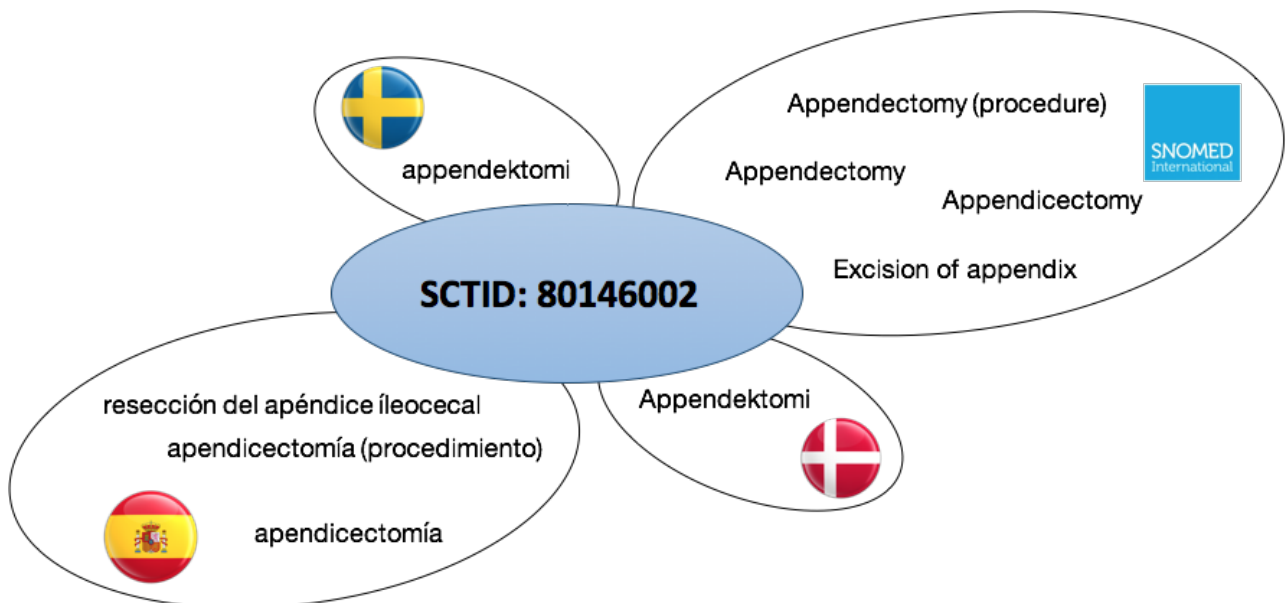 appendektomi
Appendectomy (procedure)
SNOMED
International
Appendectomy
Appendicectomy
Excision of appendix
SCTID: 80146002
resección del apéndice íleocecal
apendicectomía (procedimiento)
apendicectomía
Appendektomi